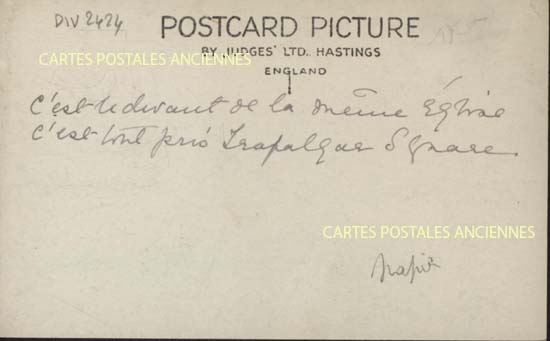 DIV 2424
POSTCARD PICTURE
CARTES POSTALES ANCIENNES
BY JUDGES' LTD., HASTINGS
ENGLAND
C'est le devant de la même Église
C'est tout près Trafalgar Square
CARTES POSTALES ANCIENNES